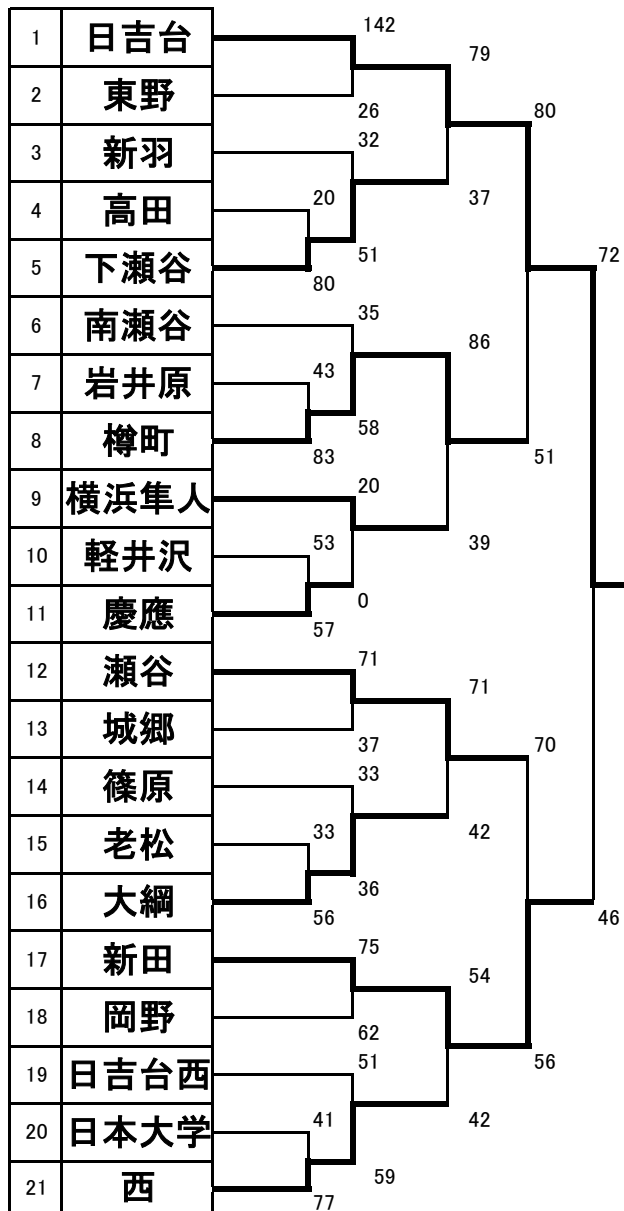 1 日吉台 142 79
2 東野 26 80
3 新羽 32
4 高田 20 37
5 下瀬谷 80 51 72
6 南瀬谷 35
7 岩井原 43 86
8 樽町 83 58 51
9 横浜隼人 20
10 軽井沢 53 39
11 慶應 57 0
12 瀬谷 71 71
13 城郷 37 70
14 篠原 33
15 老松 33 42
16 大綱 56 36 46
17 新田 75 54
18 岡野 62 56
19 日吉台西 51
20 日本大学 41 42
21 西 77 59